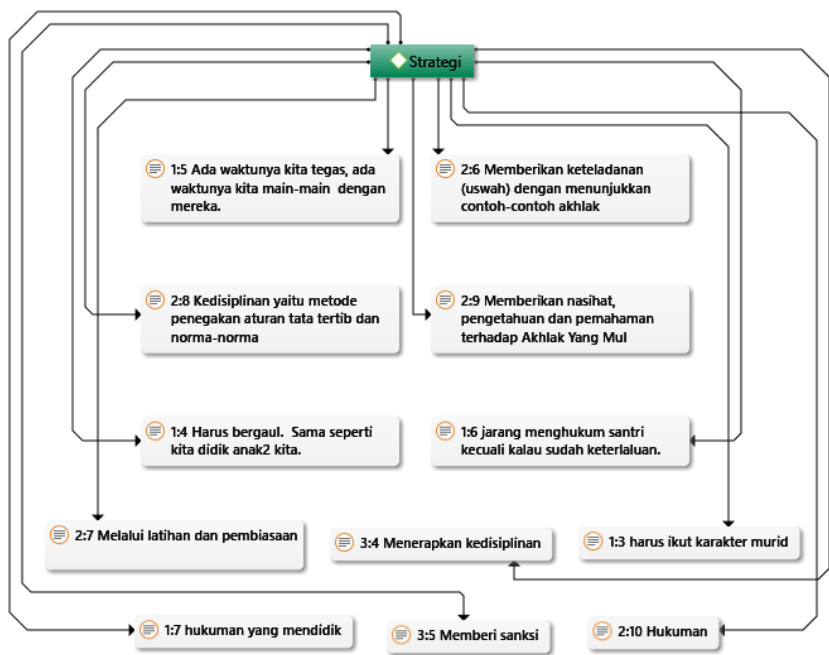 Strategi
1:5 Ada waktunya kita tegas, ada
waktunya kita main-main dengan
mereka.
2:6 Memberikan keteladanan
(uswah) dengan menunjukkan
contoh-contoh akhlak
2:8 Kedisiplinan yaitu metode
penegakan aturan tata tertib dan
norma-norma
2:9 Memberikan nasihat,
pengetahuan dan pemahaman
terhadap Akhlak Yang Mul
1:4 Harus bergaul. Sama seperti
kita didik anak2 kita.
1:6 jarang menghukum santri
kecuali kalau sudah keterlaluan.
2:7 Melalui latihan dan pembiasaan
3:4 Menerapkan kedisiplinan
1:3 harus ikut karakter murid
1:7 hukuman yang mendidik
3:5 Memberi sanksi
2:10 Hukuman